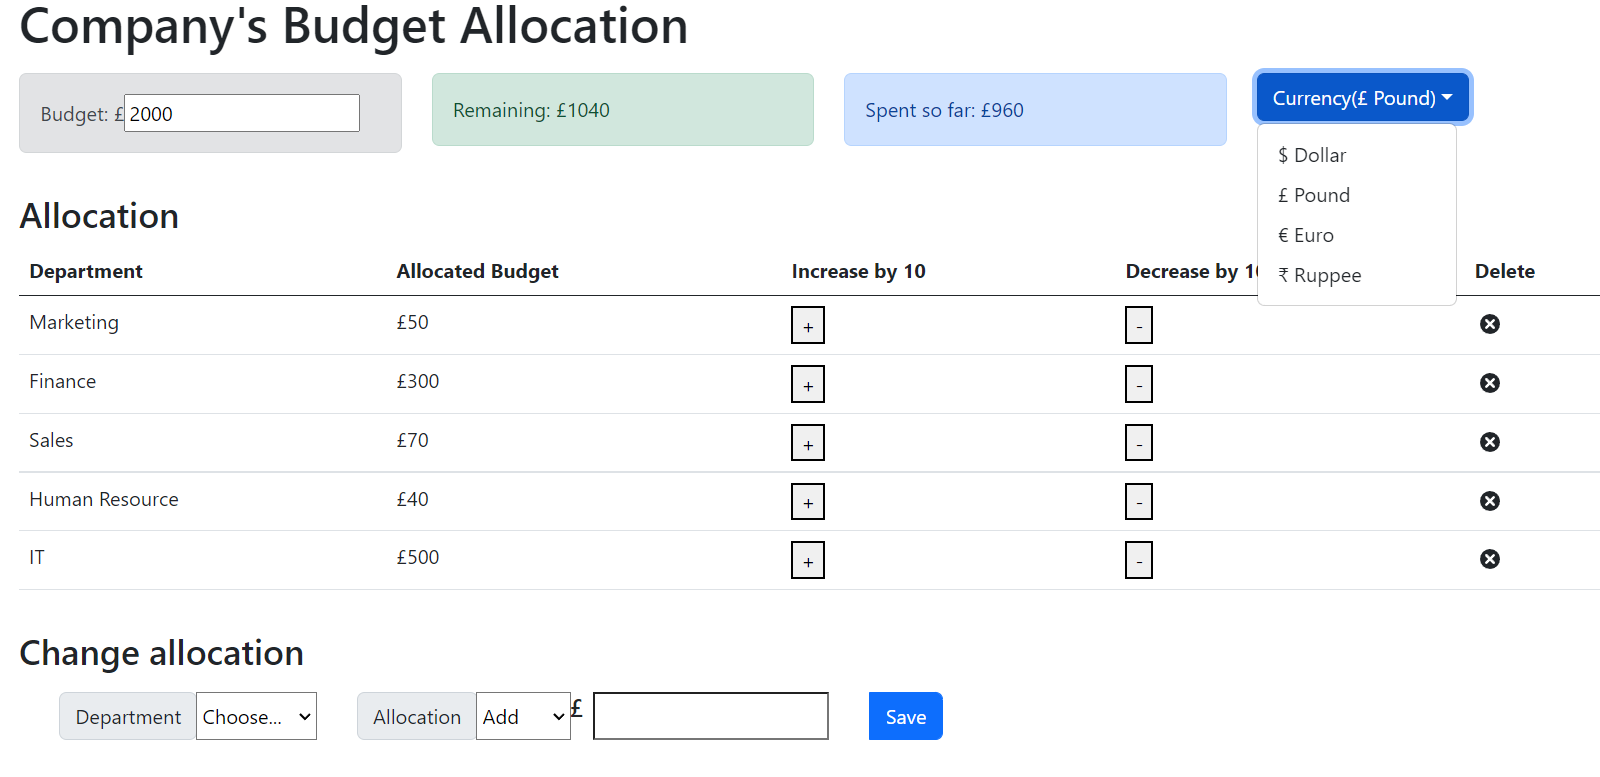 Company's Budget Allocation
Budget: £2000
Remaining: £1040
Spent so far: £960
Currency(£ Pound)
$ Dollar
£ Pound
€ Euro
₹ Ruppee
Allocation
Department Allocated Budget Increase by 10 Decrease by 1 Delete
Marketing £50 + -
Finance £300 + -
Sales £70 + -
Human Resource £40 + -
IT £500 + -
Change allocation
Department Choose... Allocation Add £ Save